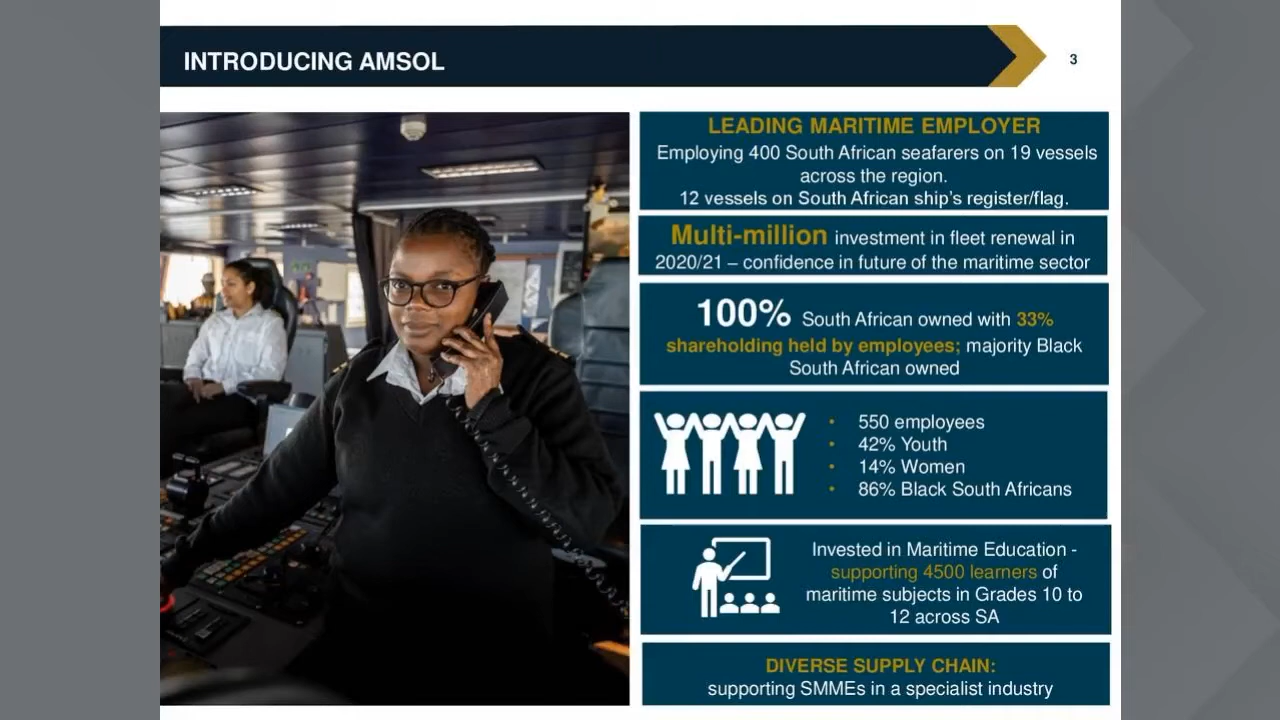 INTRODUCING AMSOL
3
LEADING MARITIME EMPLOYER
Employing 400 South African seafarers on 19 vessels
across the region.
12 vessels on South African ship's register/flag.
Multi-million investment in fleet renewal in
2020/21 – confidence in future of the maritime sector
100% South African owned with 33%
shareholding held by employees; majority Black
South African owned
• 550 employees
• 42% Youth
• 14% Women
• 86% Black South Africans
Invested in Maritime Education -
supporting 4500 learners of
maritime subjects in Grades 10 to
12 across SA
DIVERSE SUPPLY CHAIN:
supporting SMMEs in a specialist industry